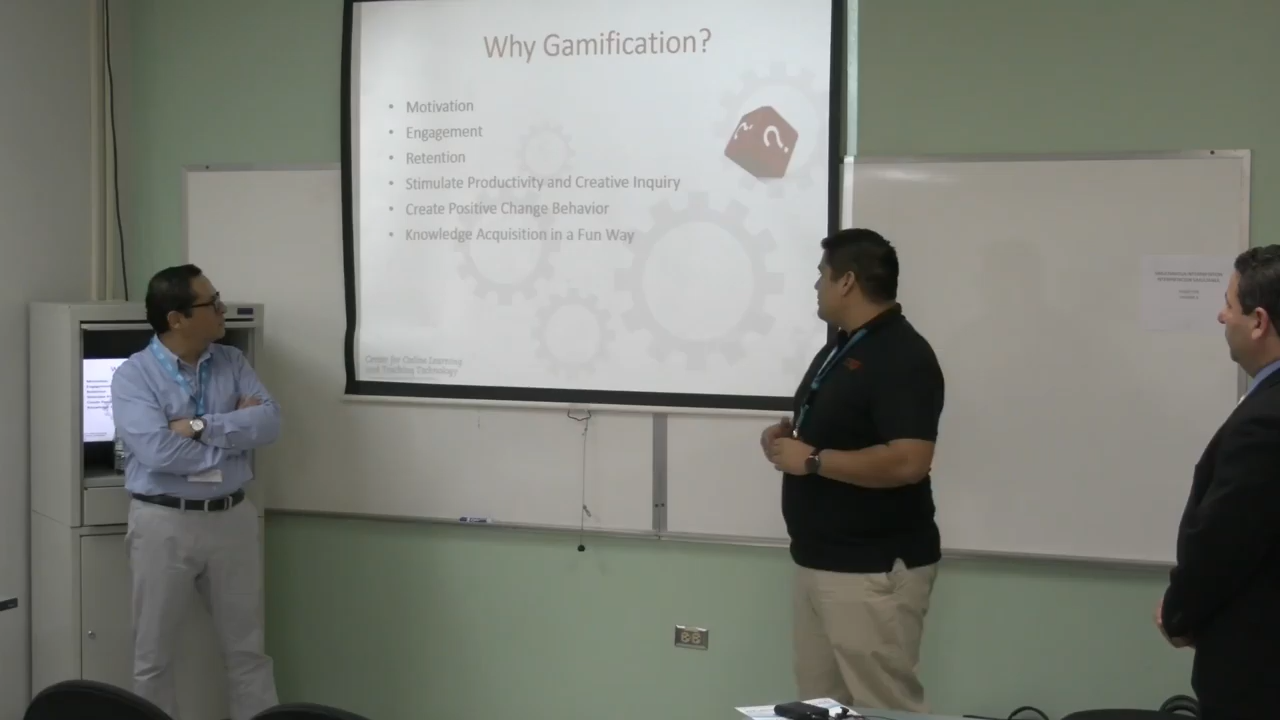 Why Gamification?
• Motivation
• Engagement
• Retention
• Stimulate Productivity and Creative Inquiry
• Create Positive Change Behavior
• Knowledge Acquisition in a Fun Way
Center for Online Learning
and Teaching Technology
? ?